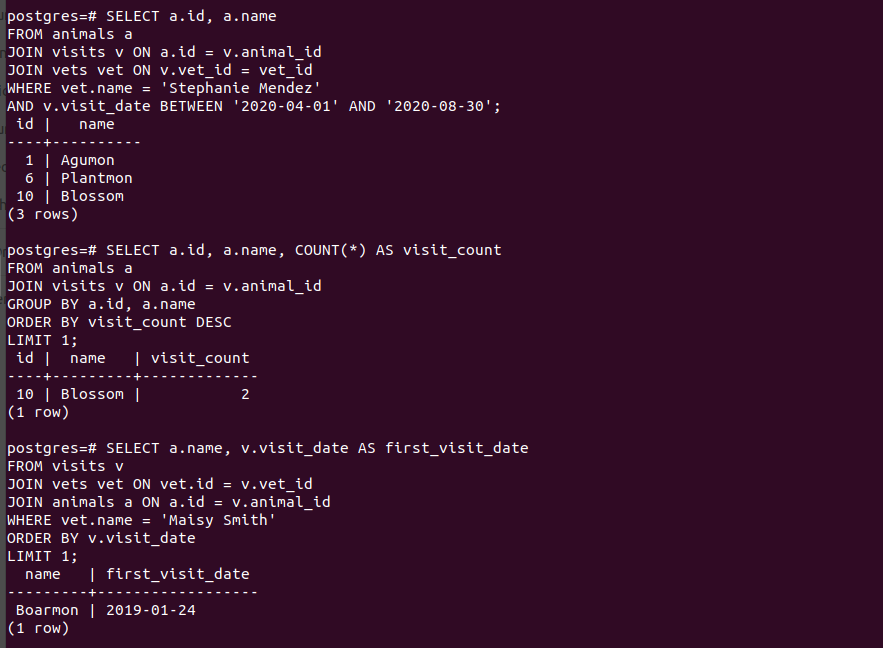 postgres=# SELECT a.id, a.name
FROM animals a
JOIN visits v ON a.id = v.animal_id
JOIN vets vet ON v.vet_id = vet_id
WHERE vet.name = 'Stephanie Mendez'
AND v.visit_date BETWEEN '2020-04-01' AND '2020-08-30';
 id |   name
----+----------
  1 | Agumon
  6 | Plantmon
 10 | Blossom
(3 rows)

postgres=# SELECT a.id, a.name, COUNT(*) AS visit_count
FROM animals a
JOIN visits v ON a.id = v.animal_id
GROUP BY a.id, a.name
ORDER BY visit_count DESC
LIMIT 1;
 id |  name   | visit_count
----+---------+-------------
 10 | Blossom |           2
(1 row)

postgres=# SELECT a.name, v.visit_date AS first_visit_date
FROM visits v
JOIN vets vet ON vet.id = v.vet_id
JOIN animals a ON a.id = v.animal_id
WHERE vet.name = 'Maisy Smith'
ORDER BY v.visit_date
LIMIT 1;
  name   | first_visit_date
---------+------------------
 Boarmon | 2019-01-24
(1 row)